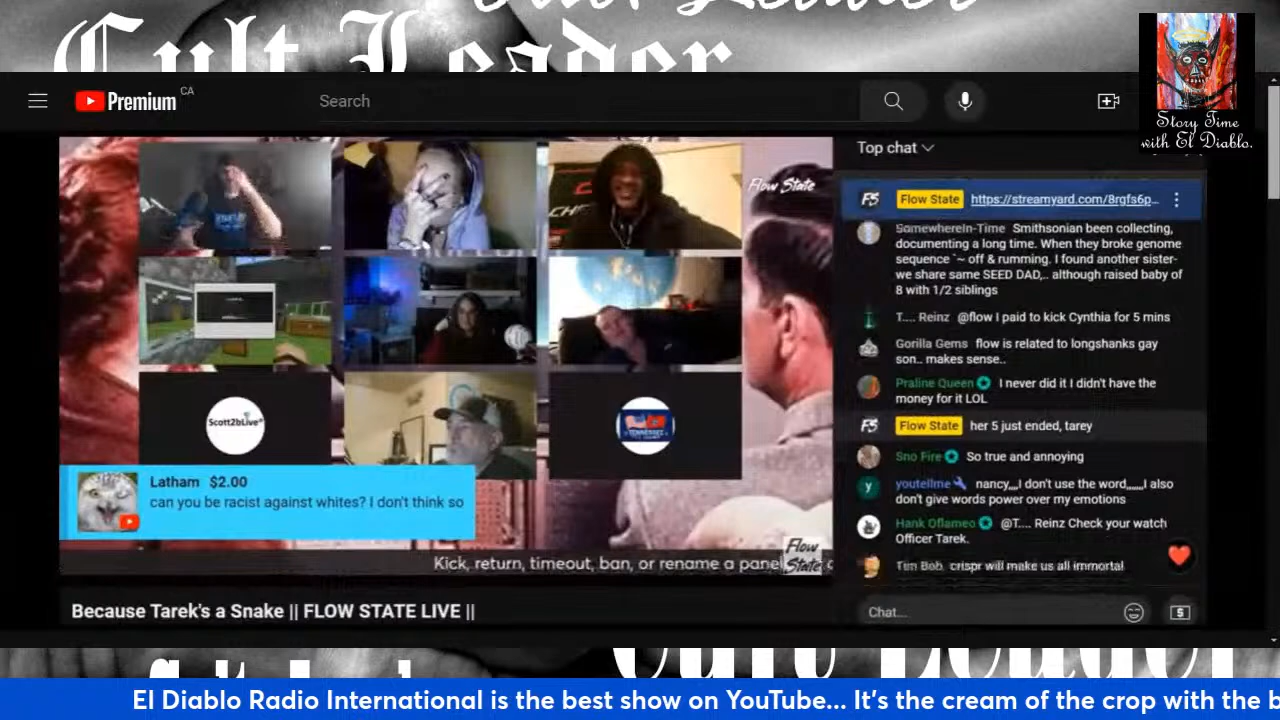 Cult Leader
Premium
CA
Search
Story Time
with El Diablo.
Top chat
Flow State
FS Flow State https://streamyard.com/8rgfs6p...
SamewhereIn-Time Smithsonian been collecting,
documenting a long time. When they broke genome
sequence `~ off & rumming. I found another sister-
we share same SEED DAD,.. although raised baby of
8 with 1/2 siblings
T.... Reinz @flow I paid to kick Cynthia for 5 mins
Gorilla Gems flow is related to longshanks gay
son.. makes sense..
Praline Queen I never did it I didn't have the
money for it LOL
FS Flow State her 5 just ended, tarey
Sno Fire So true and annoying
y youtellme nancy,,,,I don't use the word,,,,,,,I also
don't give words power over my emotions
Hank Oflameo @T.... Reinz Check your watch
Officer Tarek.
Tim Bob crispr will make us all immortal
Chat...
Scott2bLive
TENNESSEE
Latham $2.00
can you be racist against whites? I don't think so
Kick, return, timeout, ban, or rename a panel
Flow
State
Because Tarek's a Snake || FLOW STATE LIVE ||
Cult Leader
El Diablo Radio International is the best show on YouTube... It's the cream of the crop with the b